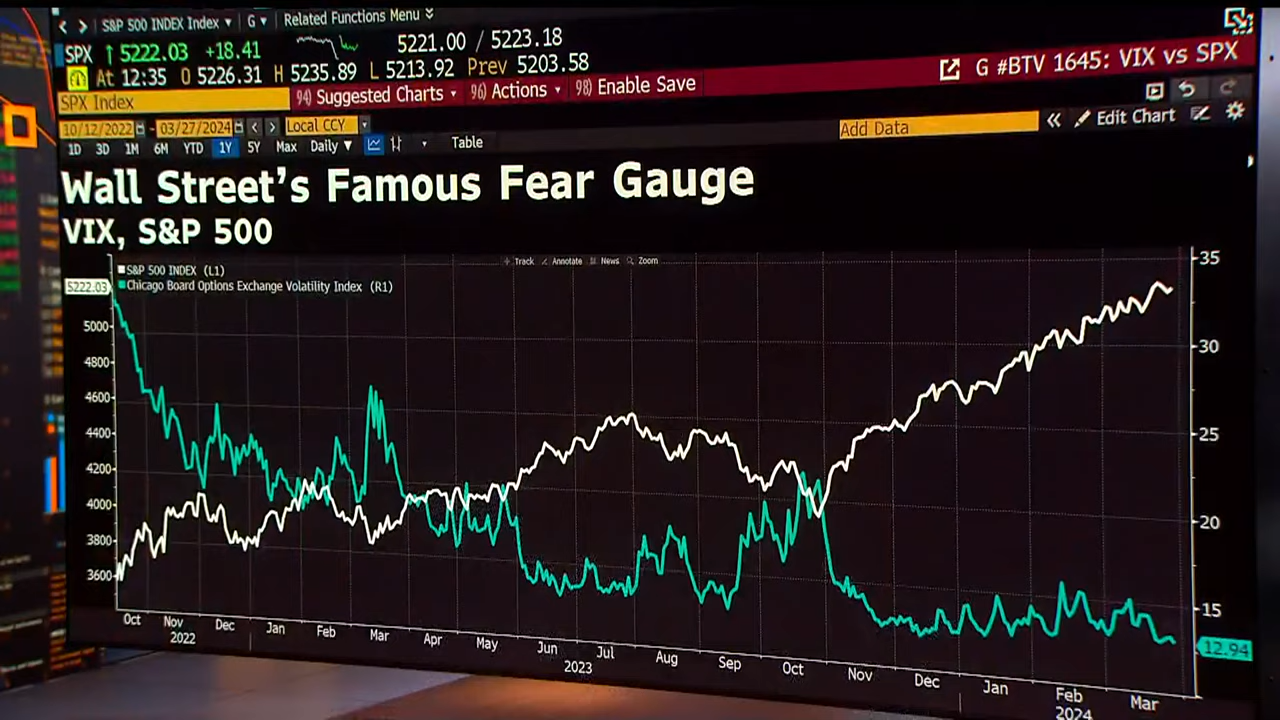 S&P 500 INDEX Index G Related Functions Menu
SPX 5222.03 +18.41 5221.00 / 5223.18
At 12:35 O 5226.31 H 5235.89 L 5213.92 Prev 5203.58
G #BTV 1645: VIX vs SPX
SPX Index 94) Suggested Charts 96) Actions 98) Enable Save
10/12/2022 - 03/27/2024 Local CCY Add Data Edit Chart
1D 3D 1M 6M YTD 1Y 5Y Max Daily Table
Wall Street's Famous Fear Gauge
VIX, S&P 500
Track Annotate News Zoom
S&P 500 INDEX (L1)
Chicago Board Options Exchange Volatility Index (R1)
5222.03
5000
4800
4600
4400
4200
4000
3800
3600
35
30
25
20
15
12.94
Oct Nov Dec Jan Feb Mar Apr May Jun Jul Aug Sep Oct Nov Dec Jan Feb Mar
2022 2023 2024